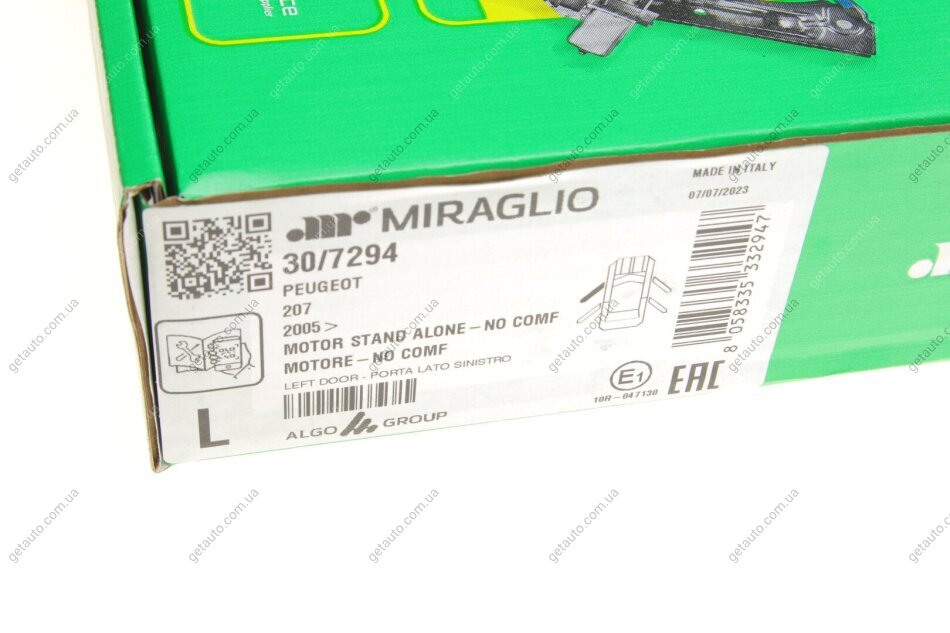 MADE IN ITALY
07/07/2023
MIRAGLIO
30/7294
PEUGEOT
207
2005 >
MOTOR STAND ALONE – NO COMF
MOTORE – NO COMF
LEFT DOOR - PORTA LATO SINISTRO
L
ALGO GROUP
E1
10R - 047130
EAC
8 058335 332947
getauto.com.ua